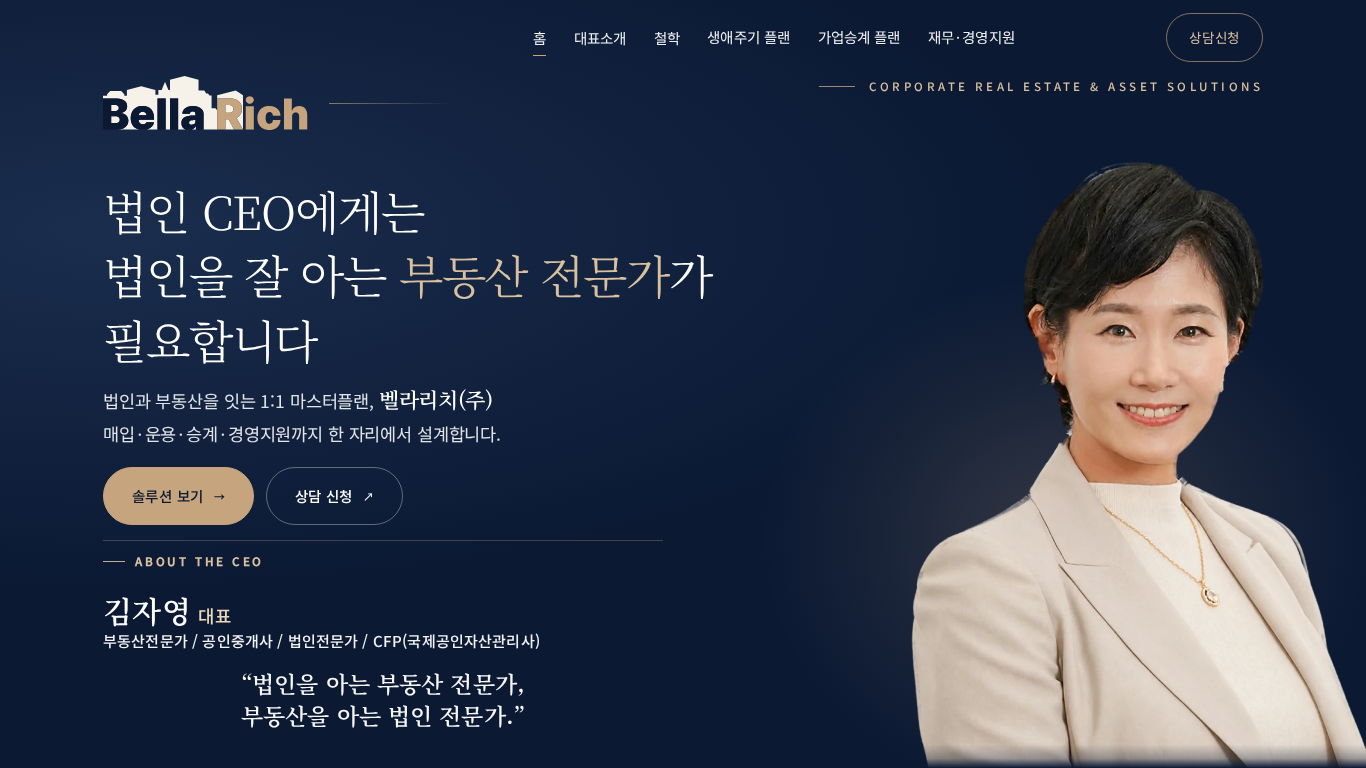 홈
대표소개
철학
생애주기 플랜
가업승계 플랜
재무·경영지원
상담신청
CORPORATE REAL ESTATE & ASSET SOLUTIONS
Bella Rich
법인 CEO에게는
법인을 잘 아는 부동산 전문가가
필요합니다
법인과 부동산을 잇는 1:1 마스터플랜, 벨라리치(주)
매입·운용·승계·경영지원까지 한 자리에서 설계합니다.
솔루션 보기 →
상담 신청 ↗
ABOUT THE CEO
김자영 대표
부동산전문가 / 공인중개사 / 법인전문가 / CFP(국제공인자산관리사)
“법인을 아는 부동산 전문가,
부동산을 아는 법인 전문가.”